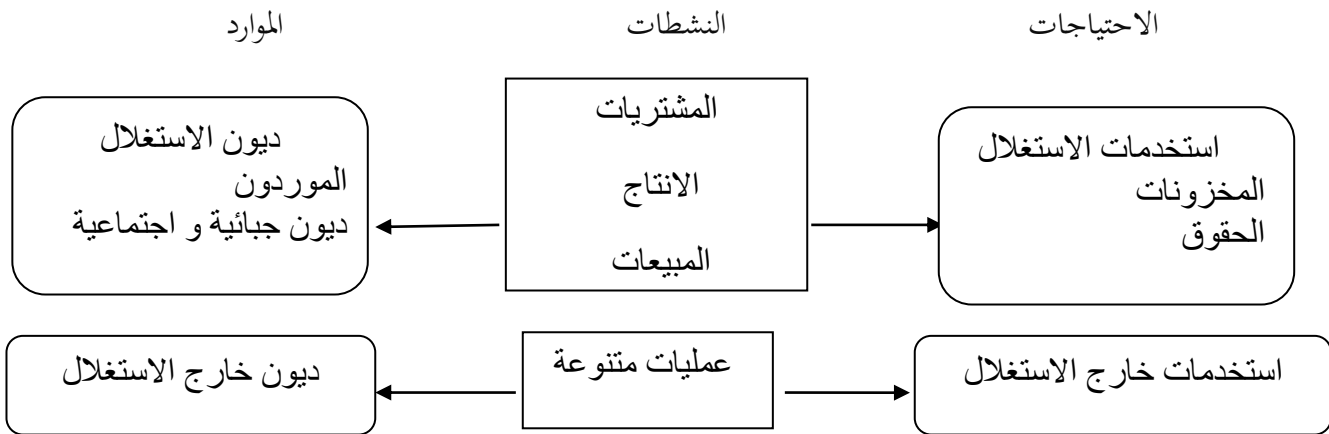 الاحتياجات
النشطات
الموارد
استخدمات الاستغلال
المخزونات
الحقوق
المشتريات
الانتاج
المبيعات
ديون الاستغلال
الموردون
ديون جبائية و اجتماعية
استخدمات خارج الاستغلال
عمليات متنوعة
ديون خارج الاستغلال